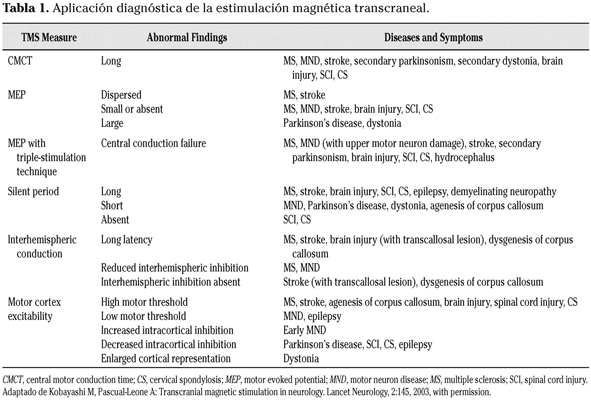 Tabla 1. Aplicación diagnóstica de la estimulación magnética transcraneal.
TMS Measure Abnormal Findings Diseases and Symptoms
CMCT Long MS, MND, stroke, secondary parkinsonism, secondary dystonia, brain
injury, SCI, CS
MEP Dispersed MS, stroke
Small or absent MS, MND, stroke, brain injury, SCI, CS
Large Parkinson's disease, dystonia
MEP with Central conduction failure MS, MND (with upper motor neuron damage), stroke, secondary
triple-stimulation parkinsonism, brain injury, SCI, CS, hydrocephalus
technique
Silent period Long MS, stroke, brain injury, SCI, CS, epilepsy, demyelinating neuropathy
Short MND, Parkinson's disease, dystonia, agenesis of corpus callosum
Absent SCI, CS
Interhemispheric Long latency MS, stroke, brain injury (with transcallosal lesion), dysgenesis of corpus
conduction callosum
Reduced interhemispheric inhibition MS, MND
Interhemispheric inhibition absent Stroke (with transcallosal lesion), dysgenesis of corpus callosum
Motor cortex High motor threshold MS, stroke, agenesis of corpus callosum, brain injury, spinal cord injury, CS
excitability Low motor threshold MND, epilepsy
Increased intracortical inhibition Early MND
Decreased intracortical inhibition Parkinson's disease, SCI, CS, epilepsy
Enlarged cortical representation Dystonia
CMCT, central motor conduction time; CS, cervical spondylosis; MEP, motor evoked potential; MND, motor neuron disease; MS, multiple sclerosis; SCI, spinal cord injury.
Adaptado de Kobayashi M, Pascual-Leone A: Transcranial magnetic stimulation in neurology. Lancet Neurology, 2:145, 2003, with permission.